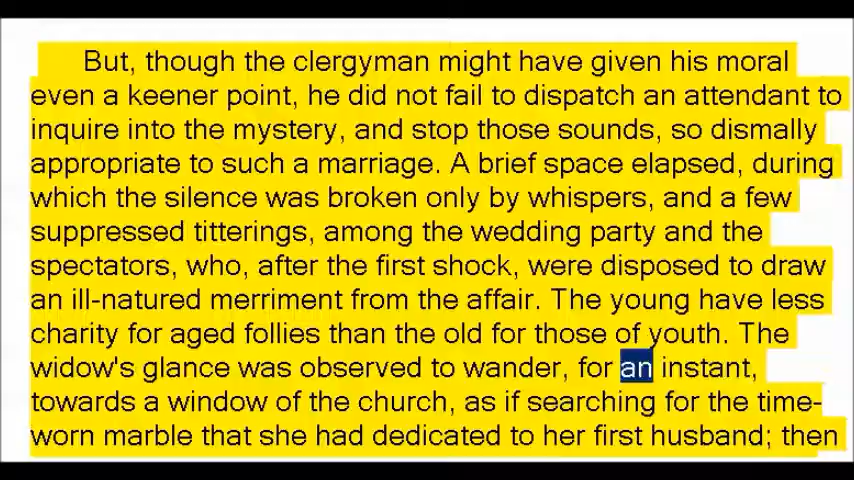 But, though the clergyman might have given his moral
even a keener point, he did not fail to dispatch an attendant to
inquire into the mystery, and stop those sounds, so dismally
appropriate to such a marriage. A brief space elapsed, during
which the silence was broken only by whispers, and a few
suppressed titterings, among the wedding party and the
spectators, who, after the first shock, were disposed to draw
an ill-natured merriment from the affair. The young have less
charity for aged follies than the old for those of youth. The
widow's glance was observed to wander, for an instant,
towards a window of the church, as if searching for the time-
worn marble that she had dedicated to her first husband; then